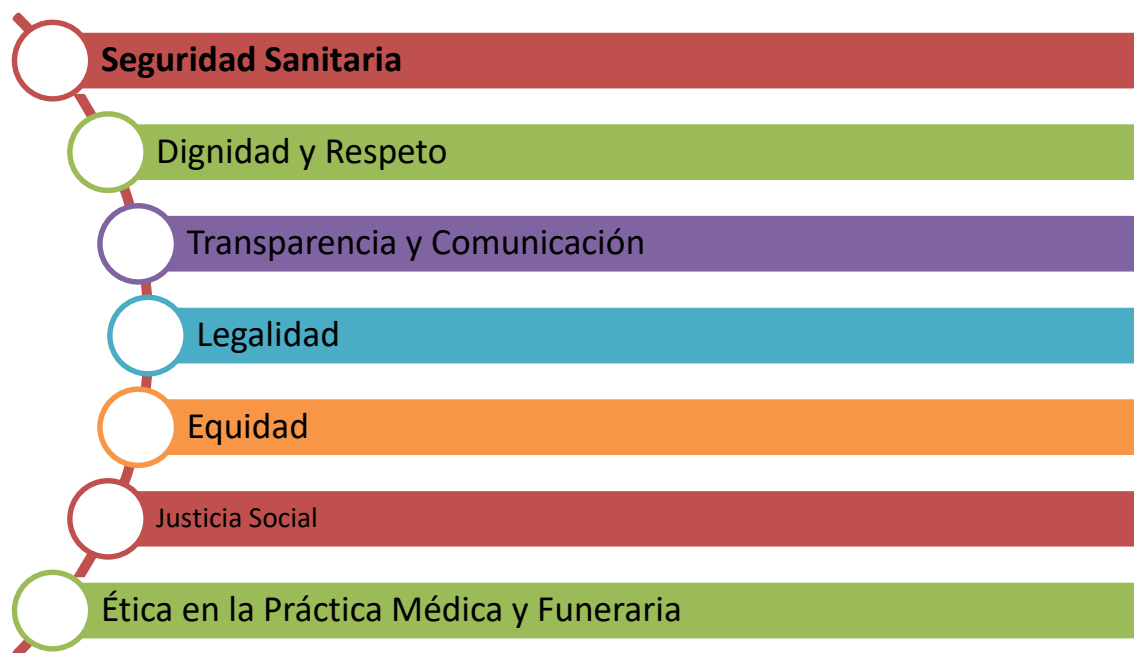 Seguridad Sanitaria
Dignidad y Respeto
Transparencia y Comunicación
Legalidad
Equidad
Justicia Social
Ética en la Práctica Médica y Funeraria